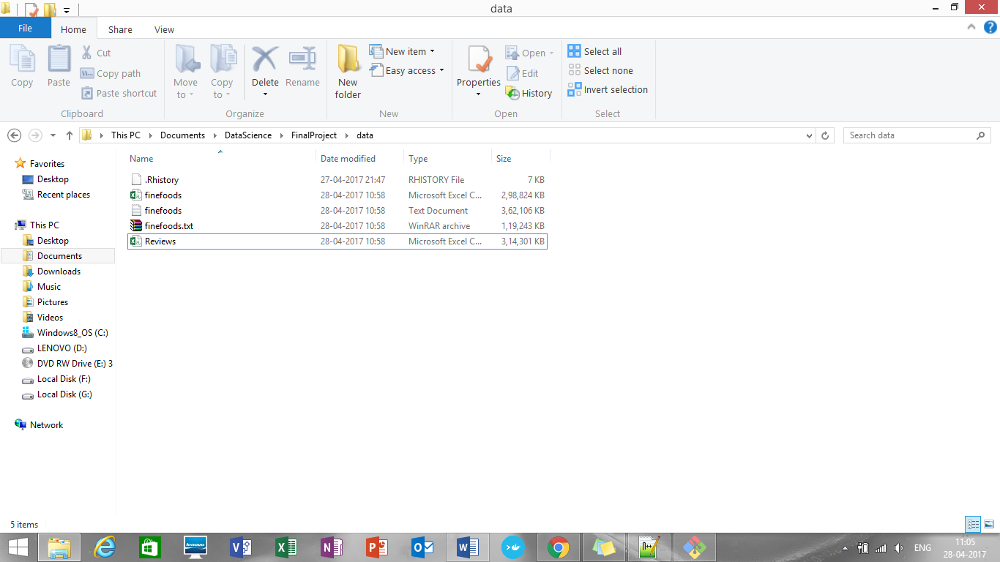 data
File Home Share View
Copy
Paste
Cut
Copy path
Paste shortcut
Clipboard
Move to
Copy to
Delete
Rename
Organize
New folder
New item
Easy access
New
Properties
Open
Edit
History
Open
Select all
Select none
Invert selection
Select
This PC Documents DataScience FinalProject data
Search data
Favorites
Desktop
Recent places
This PC
Desktop
Documents
Downloads
Music
Pictures
Videos
Windows8_OS (C:)
LENOVO (D:)
DVD RW Drive (E:) 3
Local Disk (F:)
Local Disk (G:)
Network
Name Date modified Type Size
.Rhistory 27-04-2017 21:47 RHISTORY File 7 KB
finefoods 28-04-2017 10:58 Microsoft Excel C... 2,98,824 KB
finefoods 28-04-2017 10:58 Text Document 3,62,106 KB
finefoods.txt 28-04-2017 10:58 WinRAR archive 1,19,243 KB
Reviews 28-04-2017 10:58 Microsoft Excel C... 3,14,301 KB
5 items
lenovo
ENG
11:05
28-04-2017